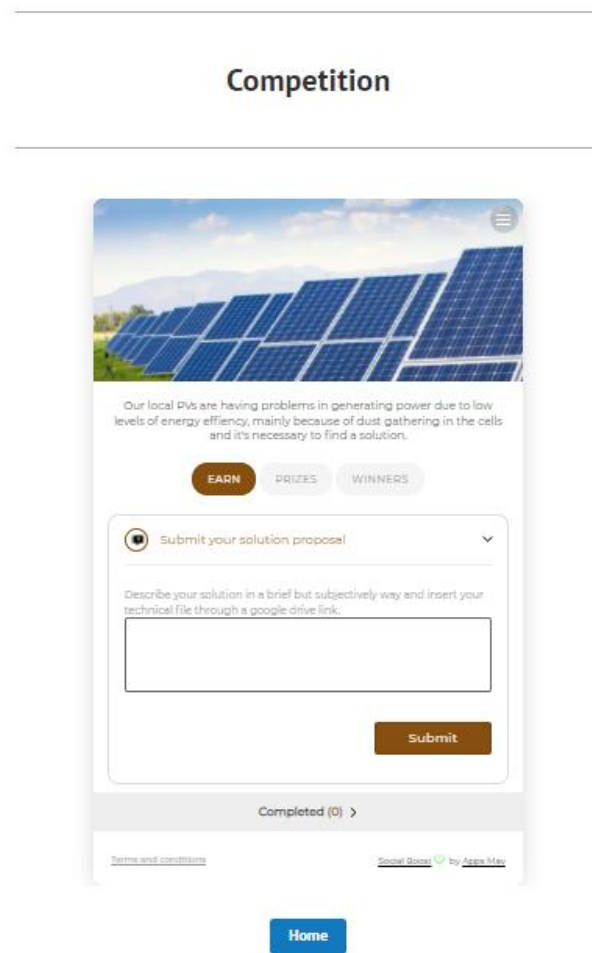 Competition
Our local PVs are having problems in generating power due to low
levels of energy effiency, mainly because of dust gathering in the cells
and it's necessary to find a solution.
EARN PRIZES WINNERS
Submit your solution proposal
Describe your solution in a brief but subjectively way and insert your
technical file through a google drive link.
Submit
Completed (0)
Terms and conditions Social Boost by Apps Mav
Home